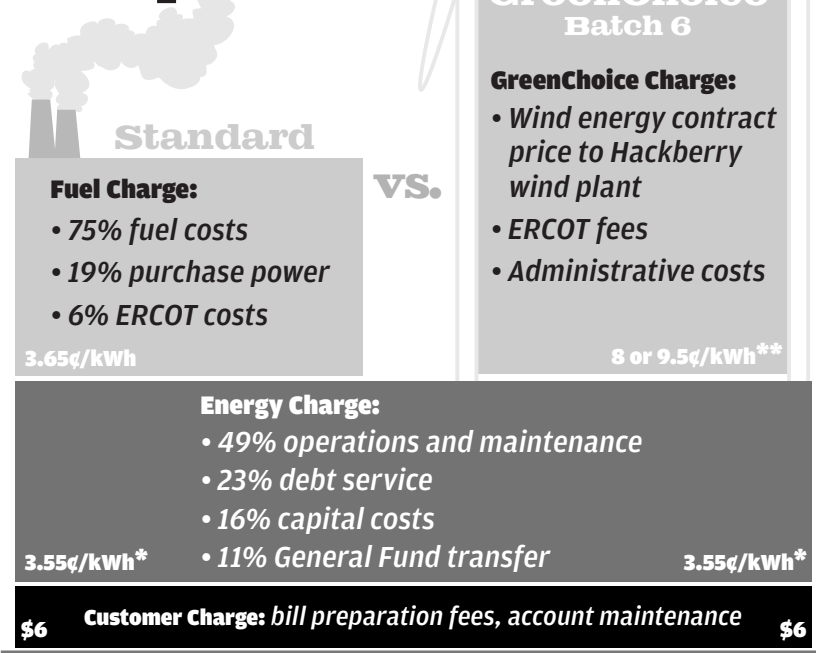 GreenChoice
Batch 6
Standard
vs.
Fuel Charge:
• 75% fuel costs
• 19% purchase power
• 6% ERCOT costs
3.65¢/kWh
GreenChoice Charge:
• Wind energy contract
price to Hackberry
wind plant
• ERCOT fees
• Administrative costs
8 or 9.5¢/kWh**
Energy Charge:
• 49% operations and maintenance
• 23% debt service
• 16% capital costs
• 11% General Fund transfer
3.55¢/kWh*
3.55¢/kWh*
$6
Customer Charge: bill preparation fees, account maintenance
$6